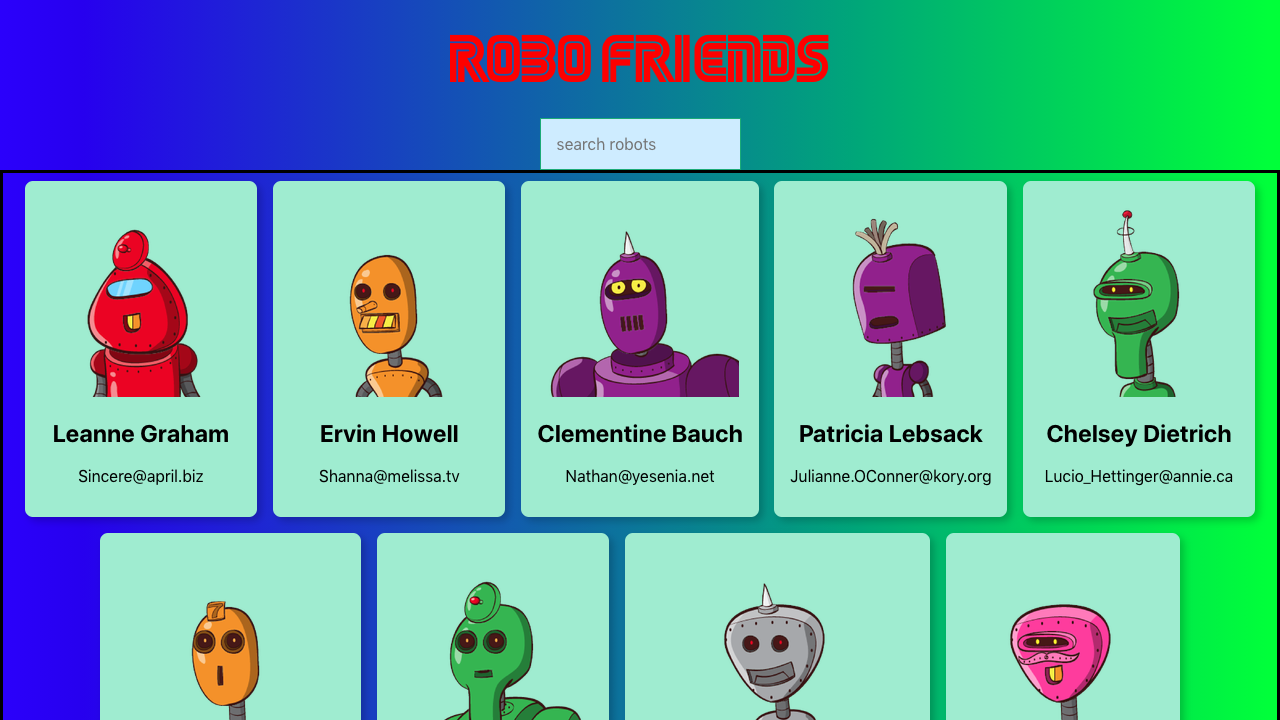 ROBO FRIENDS
search robots
Leanne Graham
Sincere@april.biz
Ervin Howell
Shanna@melissa.tv
Clementine Bauch
Nathan@yesenia.net
Patricia Lebsack
Julianne.OConner@kory.org
Chelsey Dietrich
Lucio_Hettinger@annie.ca
7